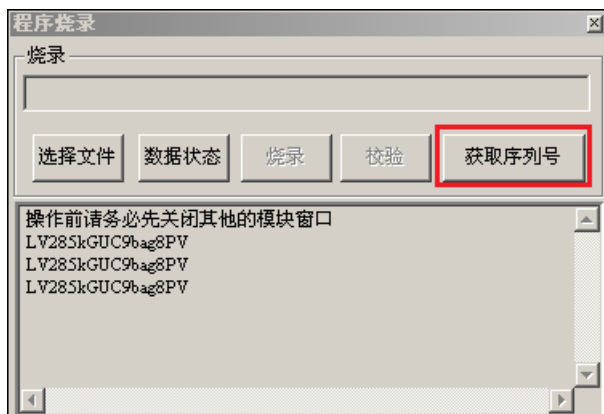 程序烧录
烧录
选择文件 数据状态 烧录 校验 获取序列号
操作前请务必先关闭其他的模块窗口
LV285kGUC9bag8PV
LV285kGUC9bag8PV
LV285kGUC9bag8PV